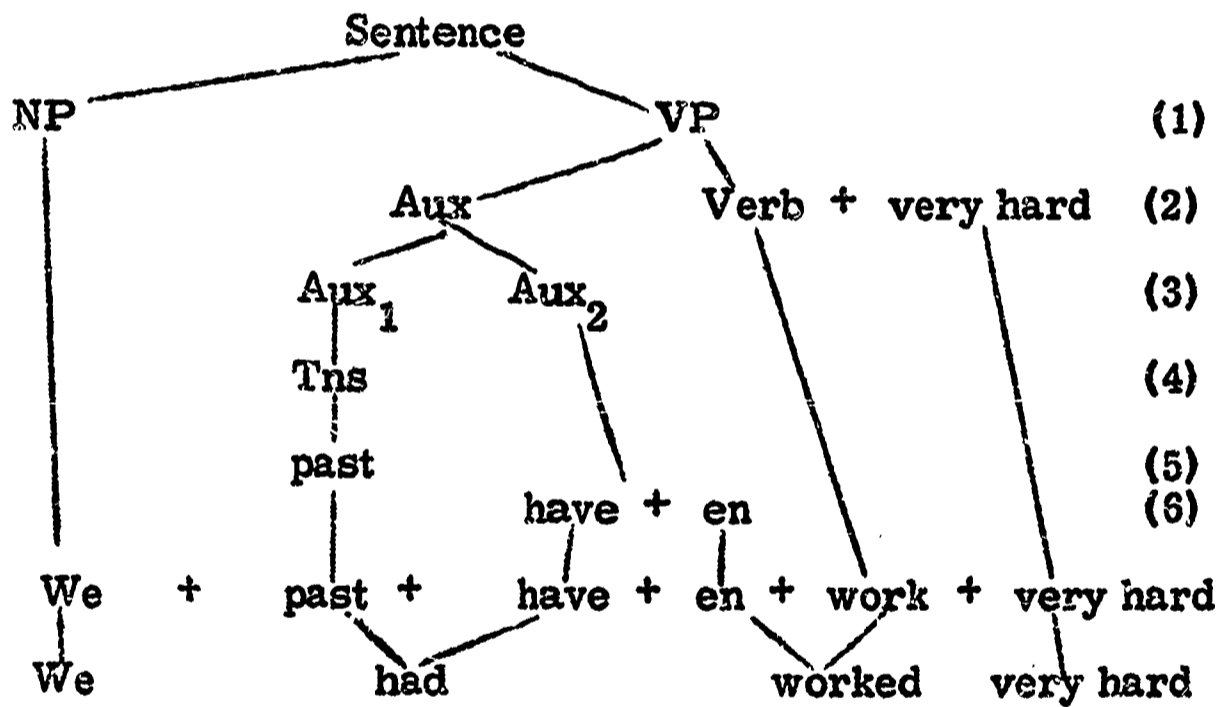 Sentence
NP VP (1)
Aux Verb + very hard (2)
Aux₁ Aux₂ (3)
Tns (4)
past (5)
have + en (6)
We + past + have + en + work + very hard
We had worked very hard